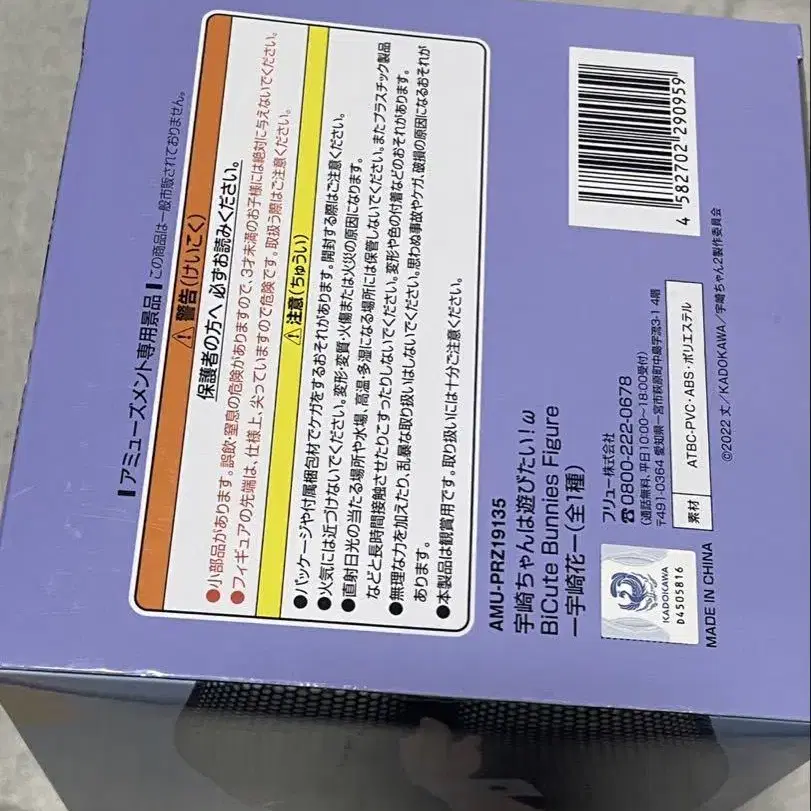 ┃アミューズメント専用景品┃この商品は一般市販されておりません。
⚠警告(けいこく)
保護者の方へ 必ずお読みください。
●小部品があります。誤飲・窒息の危険がありますので、3才未満のお子様には絶対に与えないでください。
●フィギュアの先端は、仕様上、尖っていますので危険です。取扱う際はご注意ください。
⚠注意(ちゅうい)
●パッケージや付属梱包材でケガをするおそれがあります。開封する際はご注意ください。
●火気には近づけないでください。変形・変質・火傷または火災の原因になります。
●直射日光の当たる場所や水場、高温・多湿になる場所には保管しないでください。またプラスチック製品
などと長時間接触させたりこすったりしないでください。変形や色の付着などのおそれがあります。
●無理な力を加えたり、乱暴な取り扱いはしないでください。思わぬ事故やケガ、破損の原因になるおそれが
あります。
●本製品は観賞用です。取り扱いには十分ご注意ください。
AMU-PRZ19135
宇崎ちゃんは遊びたい!ω
BiCute Bunnies Figure
ー宇崎花ー(全1種)
フリュー株式会社
☎0800-222-0678
(通話無料、平日10:00〜18:00受付)
〒491-0364 愛知県一宮市萩原町中島字流3-1 4階
素材 ATBC-PVC・ABS・ポリエステル
©2022 丈/KADOKAWA/宇崎ちゃん2製作委員会
4 582702 290959
KADOKAWA
D4505816
MADE IN CHINA